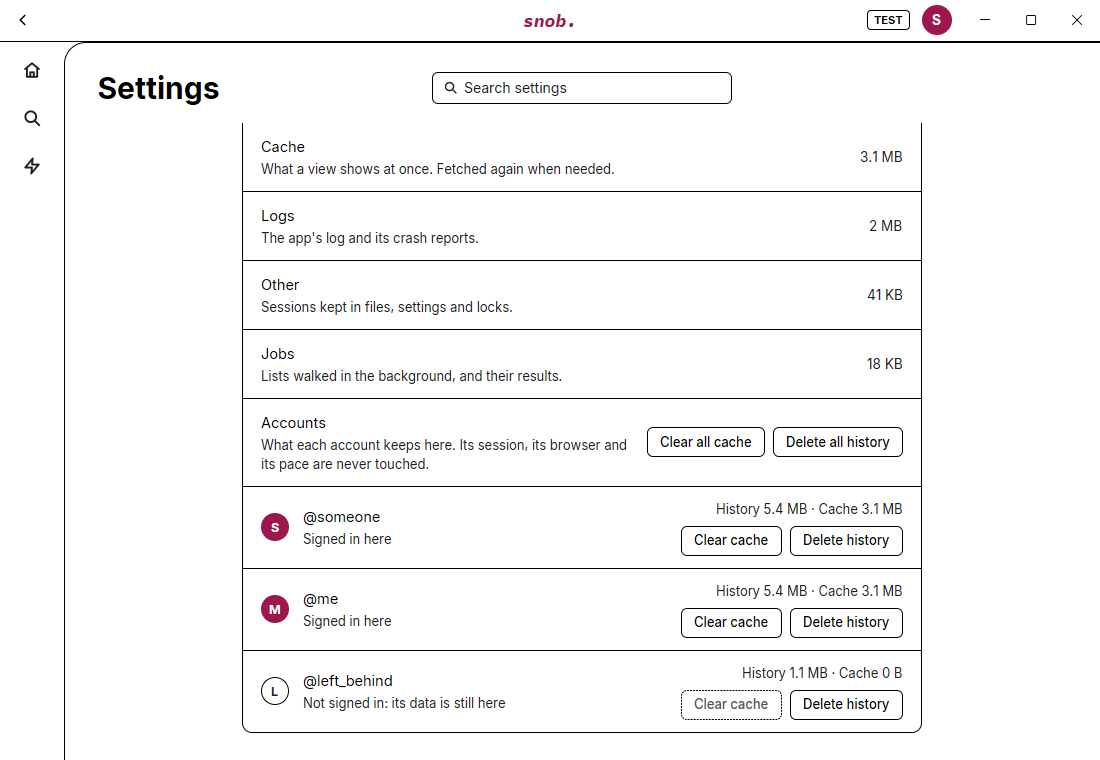 snob.
TEST
S
Settings
Search settings
Cache
What a view shows at once. Fetched again when needed.
3.1 MB
Logs
The app's log and its crash reports.
2 MB
Other
Sessions kept in files, settings and locks.
41 KB
Jobs
Lists walked in the background, and their results.
18 KB
Accounts
What each account keeps here. Its session, its browser and
its pace are never touched.
Clear all cache
Delete all history
S
@someone
Signed in here
History 5.4 MB · Cache 3.1 MB
Clear cache
Delete history
M
@me
Signed in here
History 5.4 MB · Cache 3.1 MB
Clear cache
Delete history
L
@left_behind
Not signed in: its data is still here
History 1.1 MB · Cache 0 B
Clear cache
Delete history